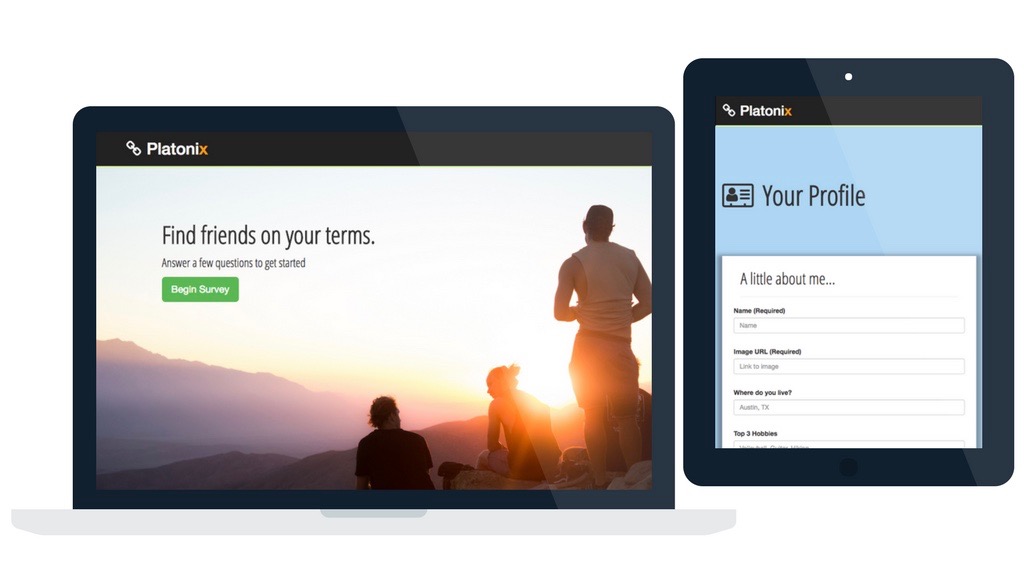 Platonix
Find friends on your terms.
Answer a few questions to get started
Begin Survey
Platonix
Your Profile
A little about me...
Name (Required)
Name
Image URL (Required)
Link to image
Where do you live?
Austin, TX
Top 3 Hobbies